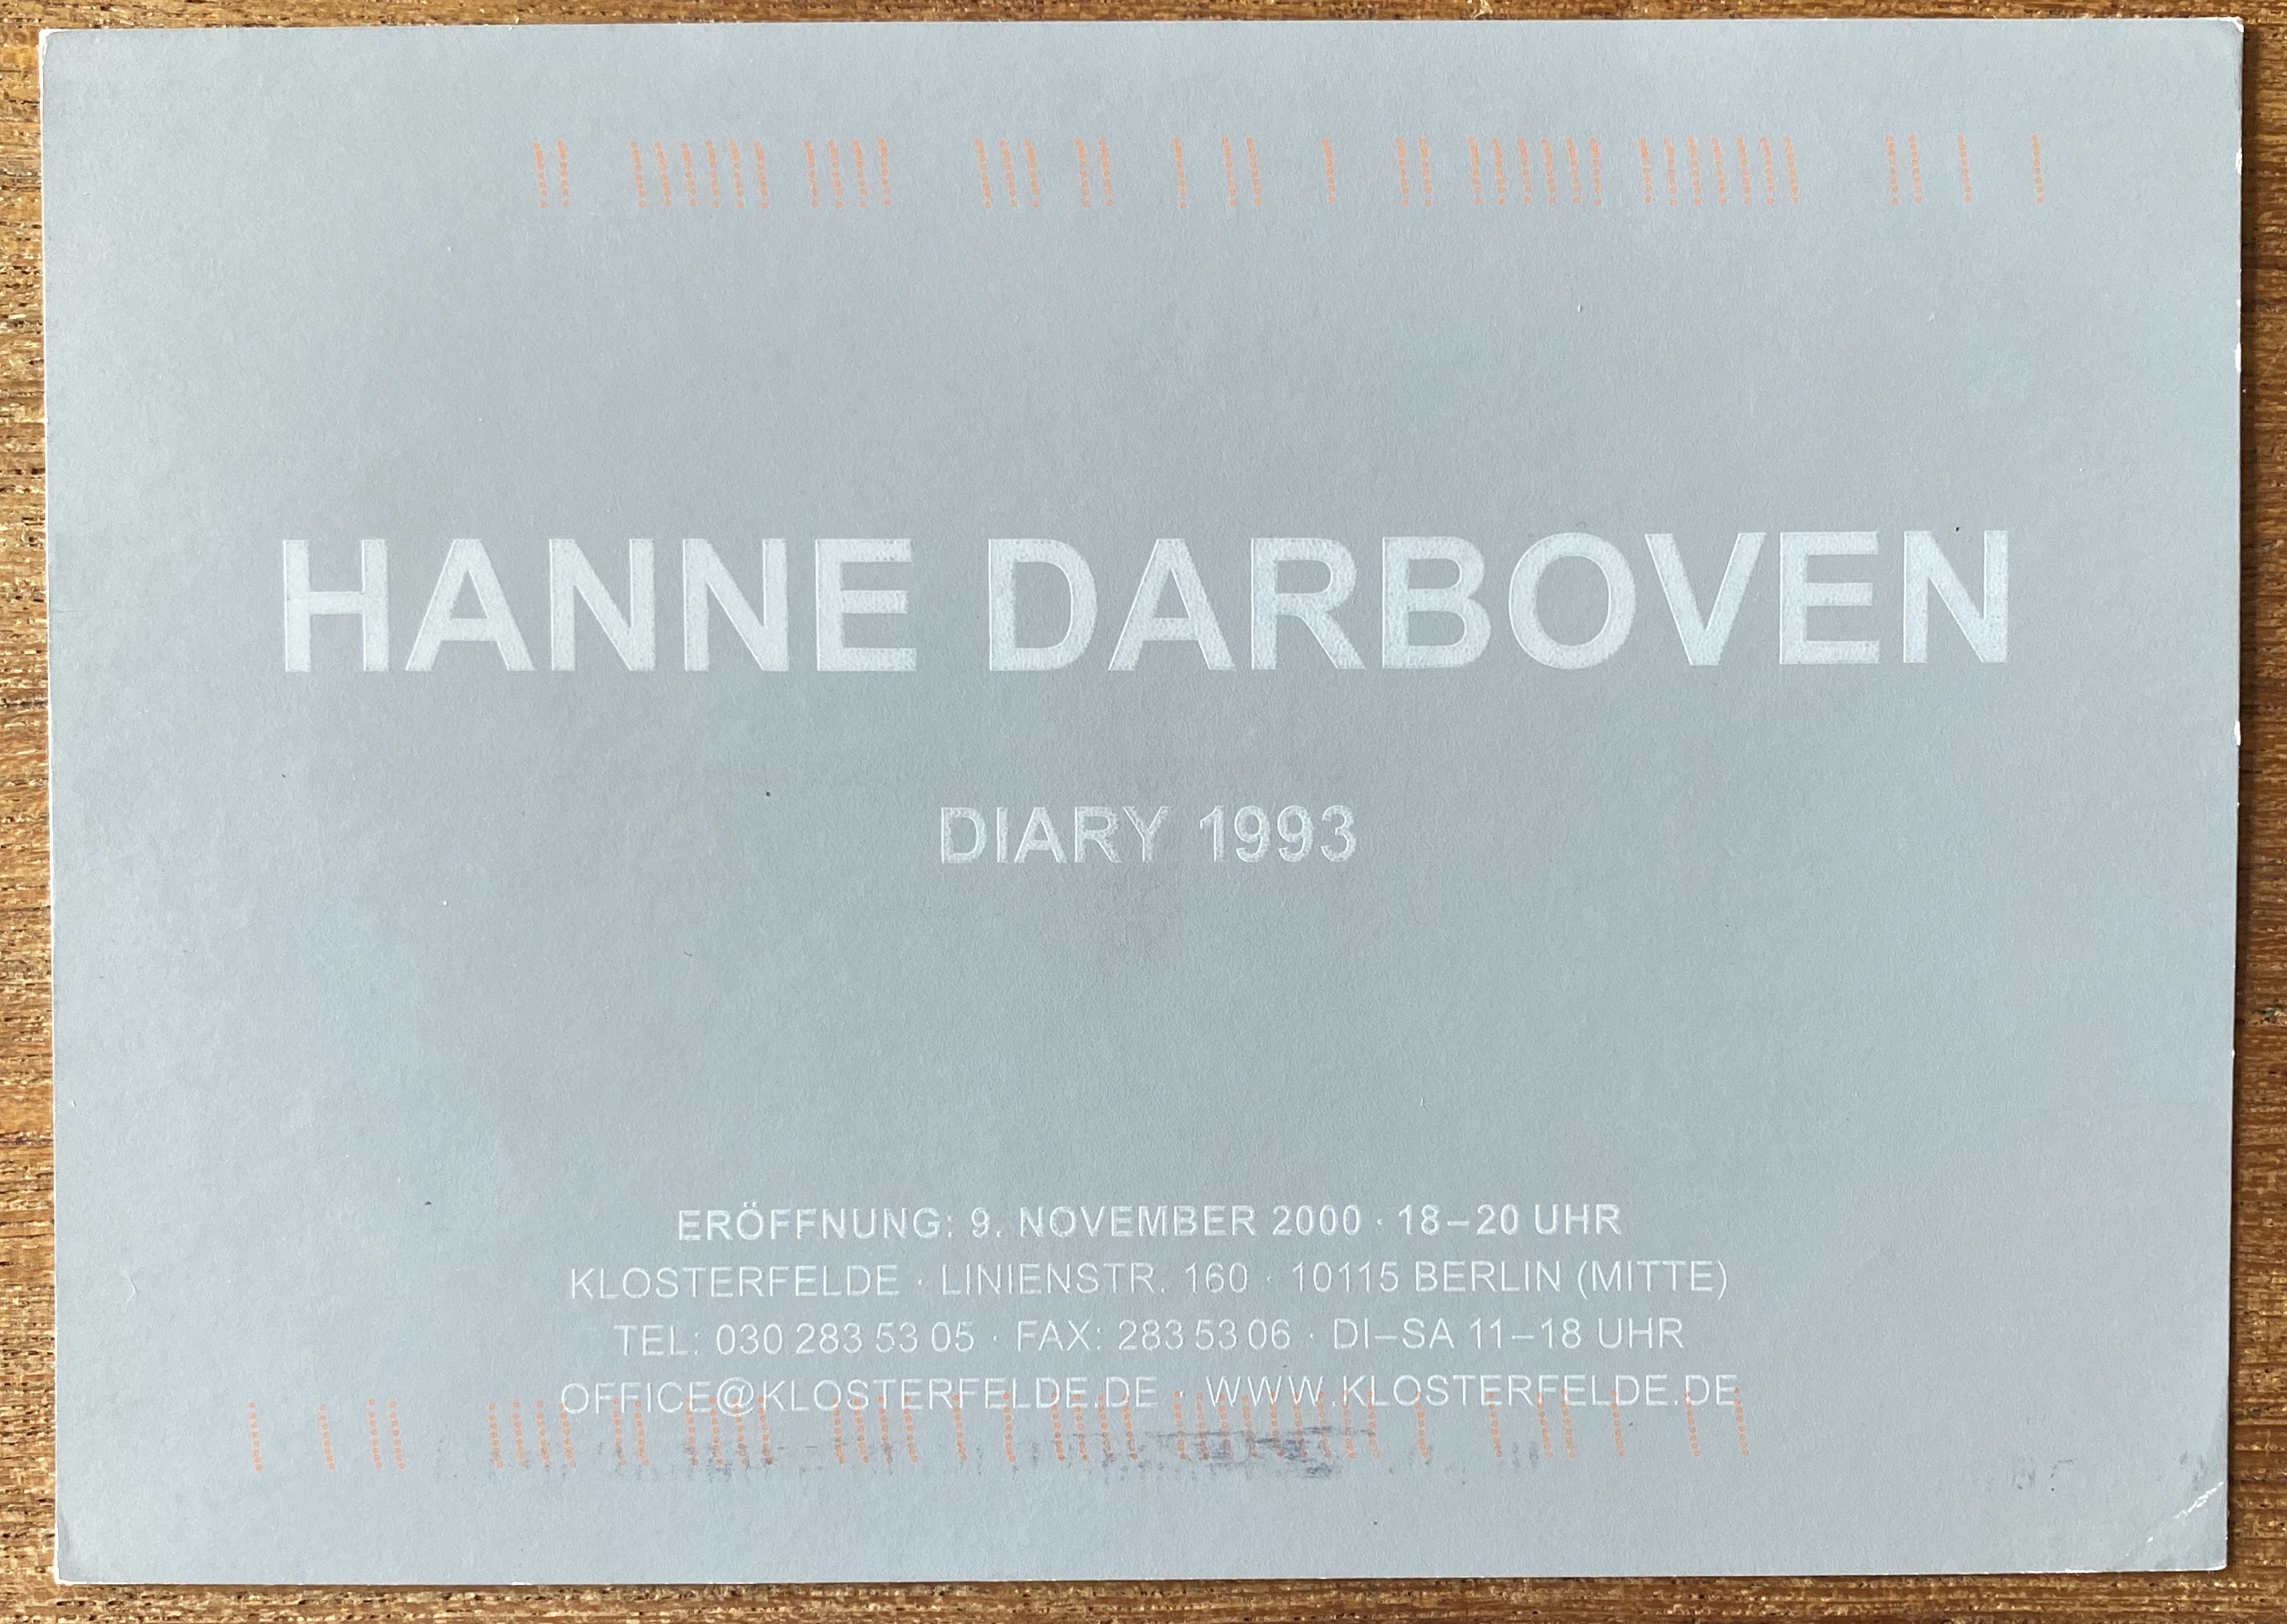 HANNE DARBOVEN
DIARY 1993
ERÖFFNUNG: 9. NOVEMBER 2000 · 18–20 UHR
KLOSTERFELDE · LINIENSTR. 160 · 10115 BERLIN (MITTE)
TEL: 030 283 53 05 · FAX: 283 53 06 · DI–SA 11–18 UHR
OFFICE@KLOSTERFELDE.DE · WWW.KLOSTERFELDE.DE